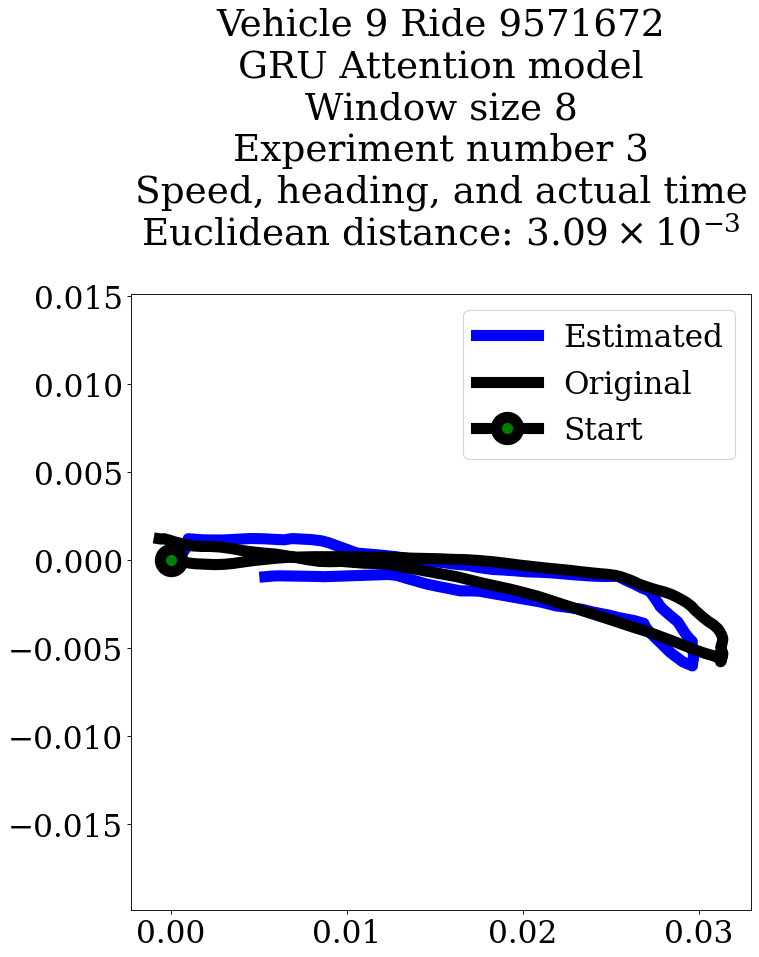 Vehicle 9 Ride 9571672
GRU Attention model
Window size 8
Experiment number 3
Speed, heading, and actual time
Euclidean distance: 3.09 × 10⁻³
0.015
0.010
0.005
0.000
−0.005
−0.010
−0.015
Estimated
Original
Start
0.00 0.01 0.02 0.03